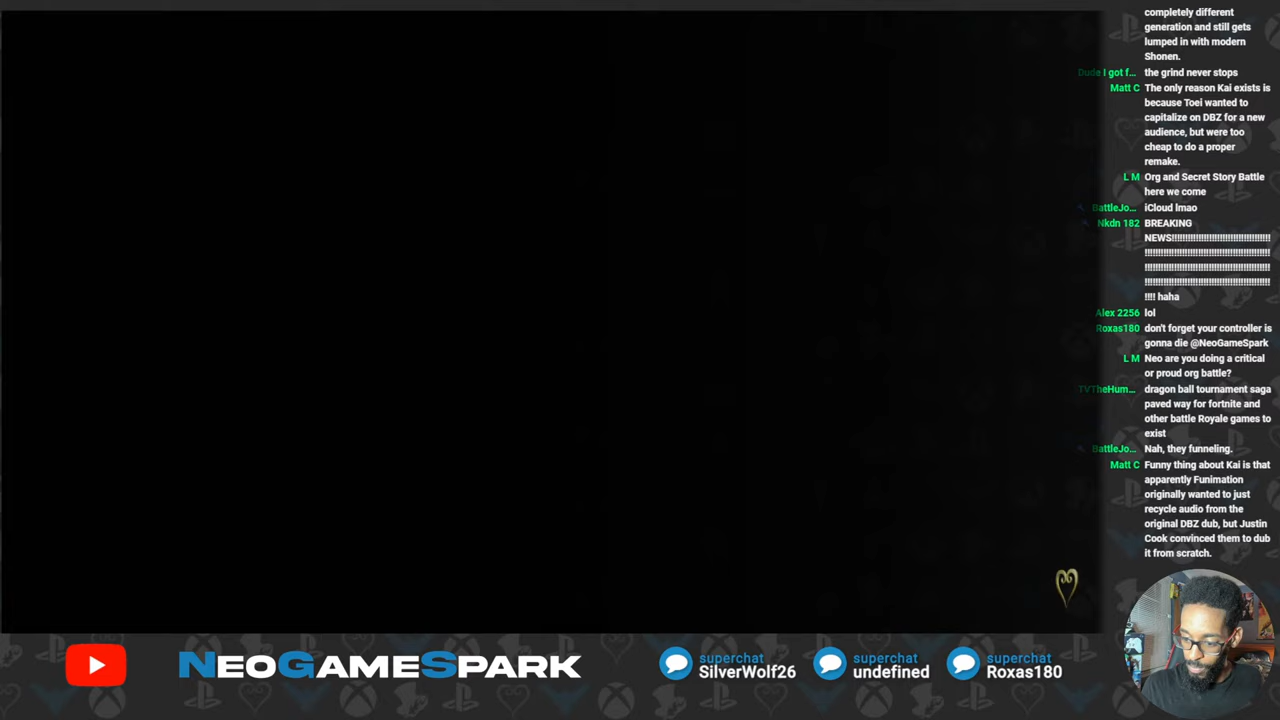 completely different
generation and still gets
lumped in with modern
Shonen.
Dude I got f... the grind never stops
Matt C The only reason Kai exists is
because Toei wanted to
capitalize on DBZ for a new
audience, but were too
cheap to do a proper
remake.
L M Org and Secret Story Battle
here we come
BattleJo... iCloud lmao
Nkdn 182 BREAKING
NEWS!!!!!!!!!!!!!!!!!!!!!!!!!!!!!!!!!!!
!!!!!!!!!!!!!!!!!!!!!!!!!!!!!!!!!!!!!!!!!!!!
!!!!!!!!!!!!!!!!!!!!!!!!!!!!!!!!!!!!!!!!!!!!
!!!!!!!!!!!!!!!!!!!!!!!!!!!!!!!!!!!!!!!!!!!!
!!!! haha
Alex 2256 lol
Roxas180 don't forget your controller is
gonna die @NeoGameSpark
L M Neo are you doing a critical
or proud org battle?
TVTheHum... dragon ball tournament saga
paved way for fortnite and
other battle Royale games to
exist
BattleJo... Nah, they funneling.
Matt C Funny thing about Kai is that
apparently Funimation
originally wanted to just
recycle audio from the
original DBZ dub, but Justin
Cook convinced them to dub
it from scratch.
NEOGAMESPARK
superchat
SilverWolf26
superchat
undefined
superchat
Roxas180